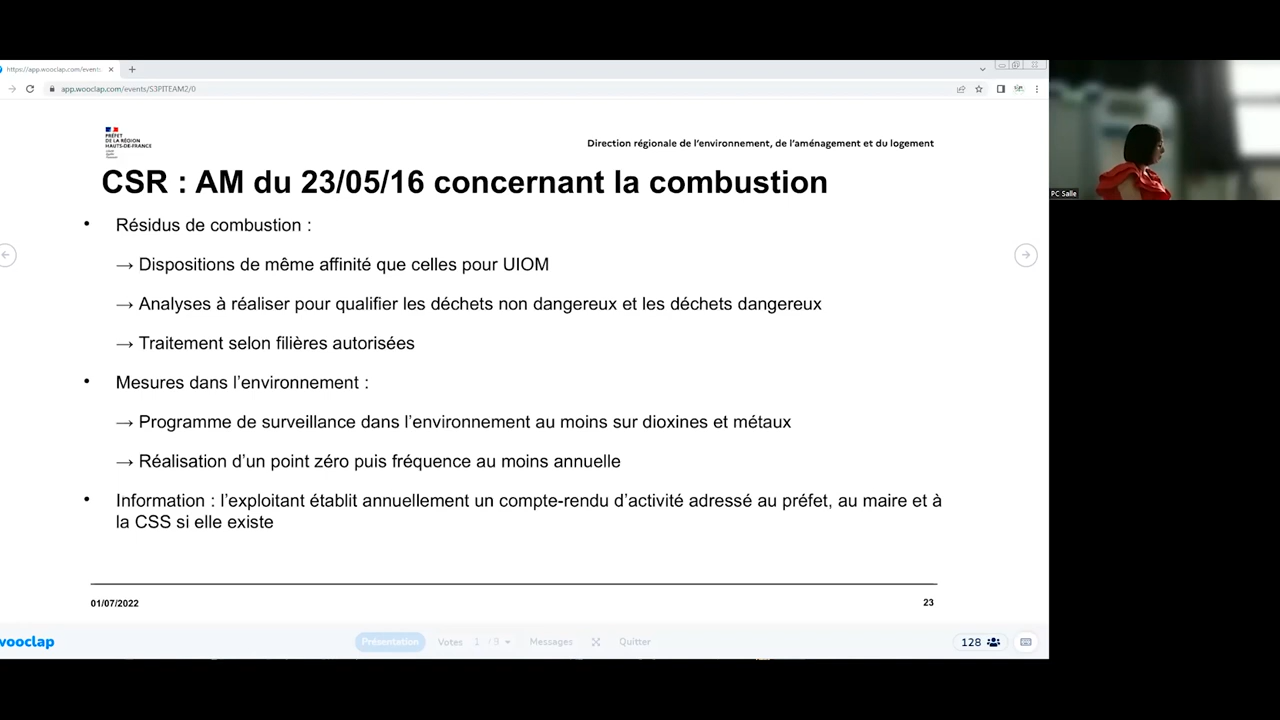 https://app.wooclap.com/events
app.wooclap.com/events/S3PITEAM2/0
PRÉFET
DE LA RÉGION
HAUTS-DE-FRANCE
Direction régionale de l'environnement, de l'aménagement et du logement
CSR : AM du 23/05/16 concernant la combustion
• Résidus de combustion :
→ Dispositions de même affinité que celles pour UIOM
→ Analyses à réaliser pour qualifier les déchets non dangereux et les déchets dangereux
→ Traitement selon filières autorisées
• Mesures dans l'environnement :
→ Programme de surveillance dans l'environnement au moins sur dioxines et métaux
→ Réalisation d'un point zéro puis fréquence au moins annuelle
• Information : l'exploitant établit annuellement un compte-rendu d'activité adressé au préfet, au maire et à
la CSS si elle existe
01/07/2022
23
wooclap
Présentation Votes 1 / 9 Messages Quitter
128
PC Salle